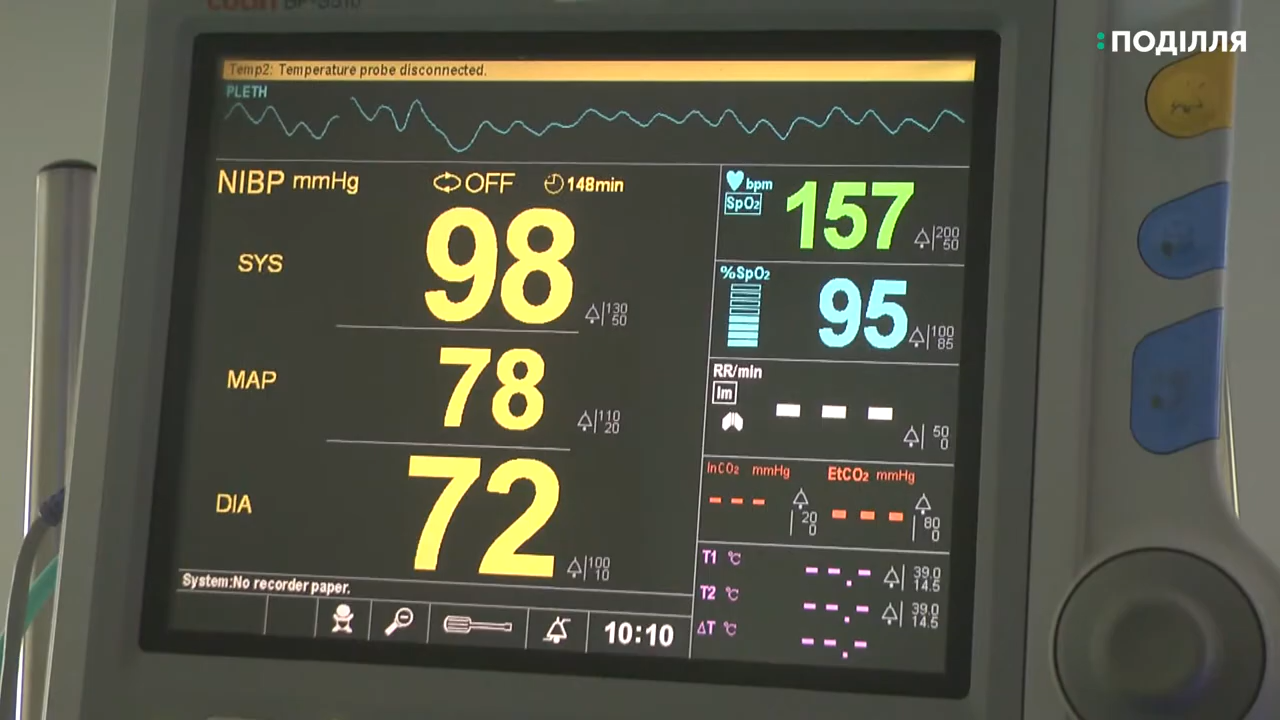 :ПОДІЛЛЯ
Temp2: Temperature probe disconnected.
PLETH
NIBP mmHg OFF 148min
SYS 98 130 50
MAP 78 110 20
DIA 72 100 10
bpm SpO2 157 200 50
%SpO2 95 100 85
RR/min
Im --- 50 0
InCO2 mmHg --- 20 0
EtCO2 mmHg --- 80 0
T1 °C --.- 39.0 14.5
T2 °C --.- 39.0 14.5
ΔT °C --.-
System:No recorder paper.
10:10